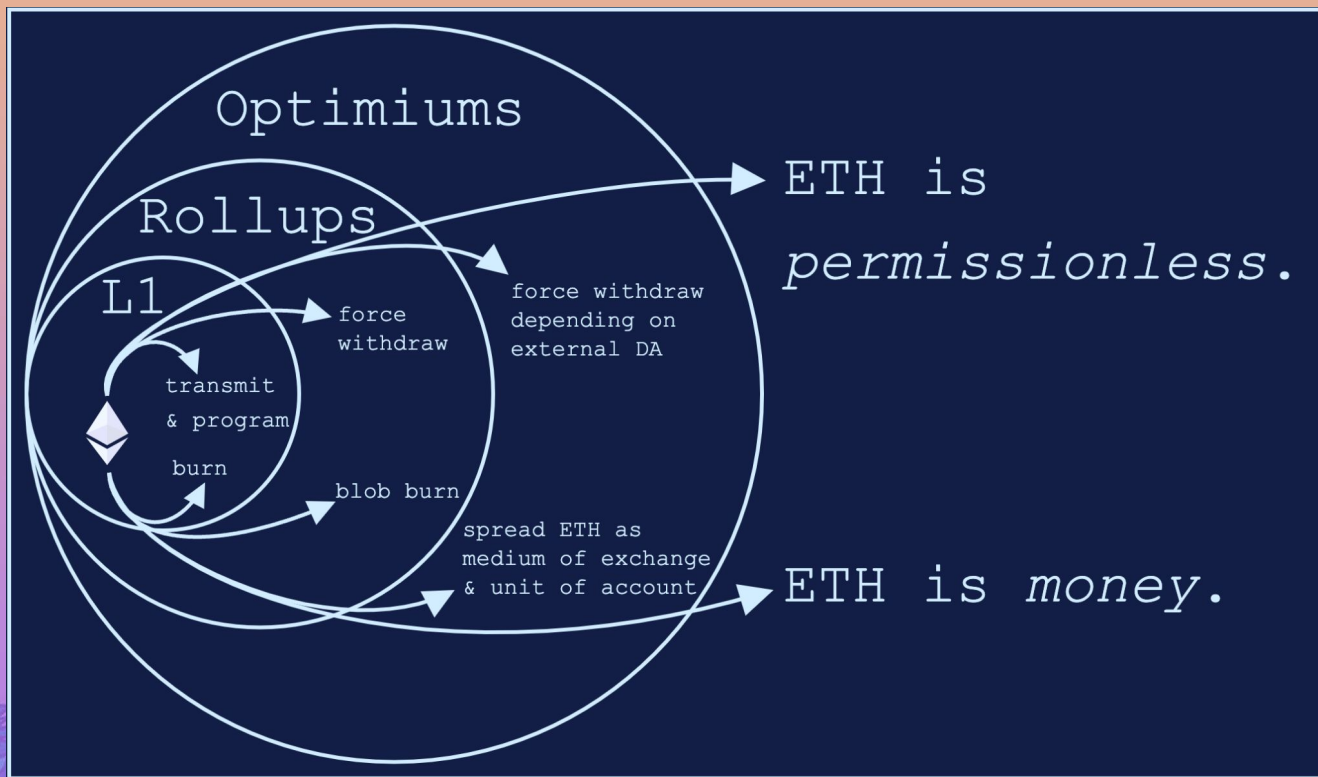 Optimiums
Rollups
L1
ETH is
permissionless.
force
withdraw
force withdraw
depending on
external DA
transmit
& program
burn
blob burn
spread ETH as
medium of exchange
& unit of account
ETH is money.